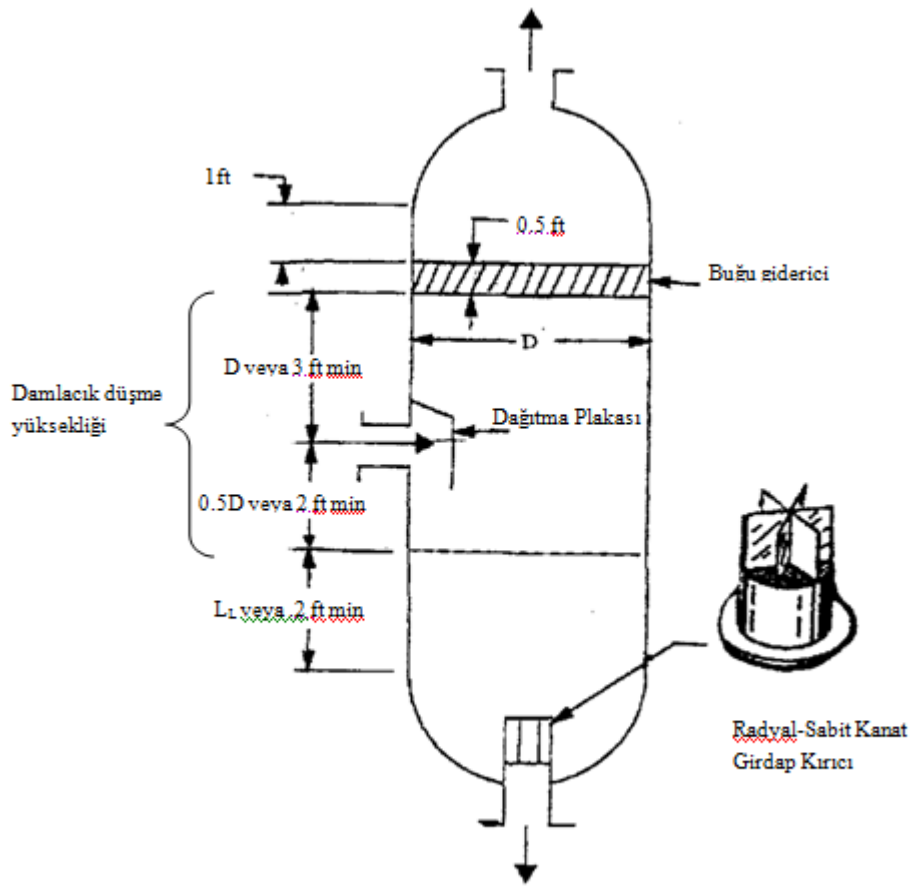 1ft
0.5 ft
Buğu giderici
D veya 3 ft min
D
Damlacık düşme
yüksekliği
Dağıtma Plakası
0.5D veya 2 ft min
L_L veya 2 ft min
Radyal-Sabit Kanat
Girdap Kırıcı